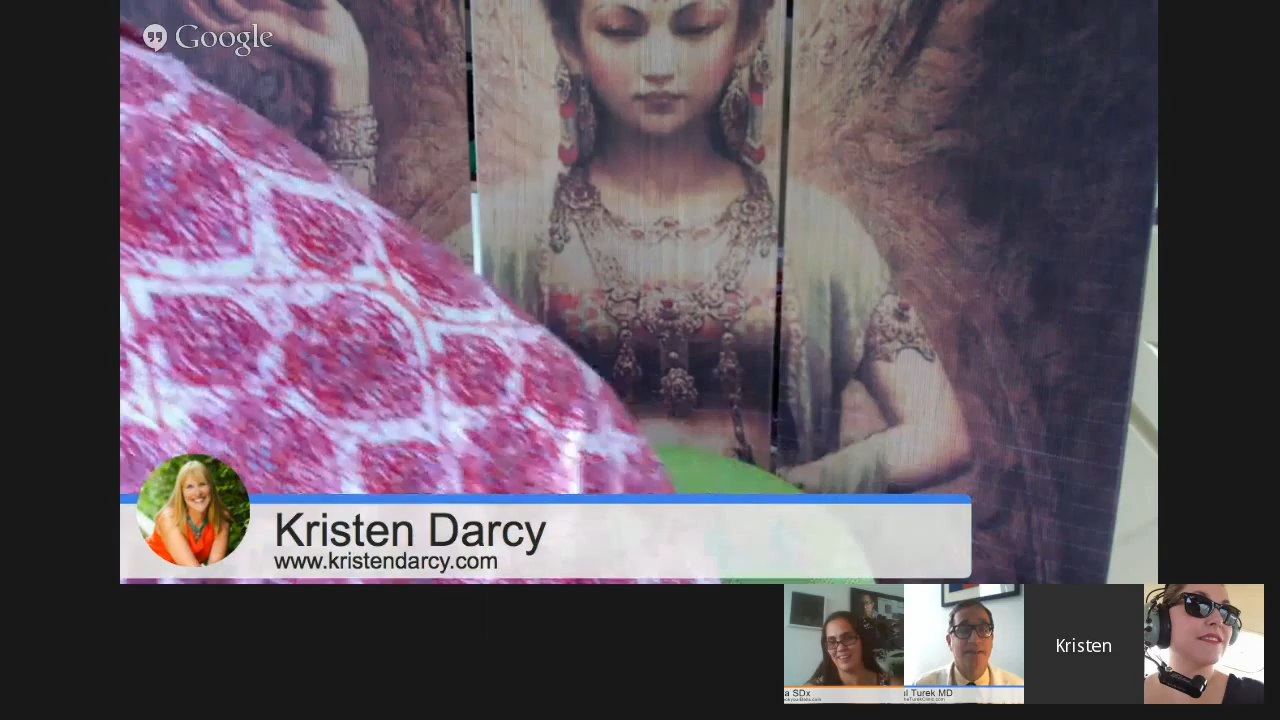 Google
Kristen Darcy
www.kristendarcy.com
Kristen
a SDx
Turek MD